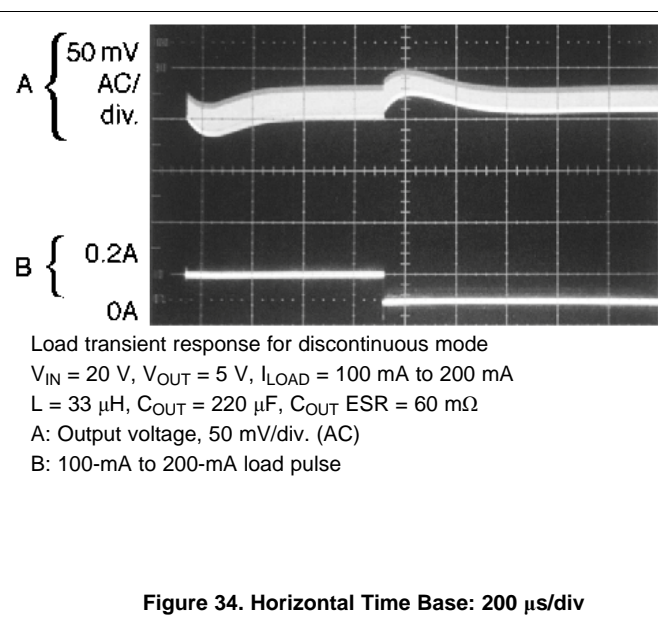 A { 50 mV
AC/
div.
B { 0.2A
0A
Load transient response for discontinuous mode
V_IN = 20 V, V_OUT = 5 V, I_LOAD = 100 mA to 200 mA
L = 33 μH, C_OUT = 220 μF, C_OUT ESR = 60 mΩ
A: Output voltage, 50 mV/div. (AC)
B: 100-mA to 200-mA load pulse
Figure 34. Horizontal Time Base: 200 μs/div